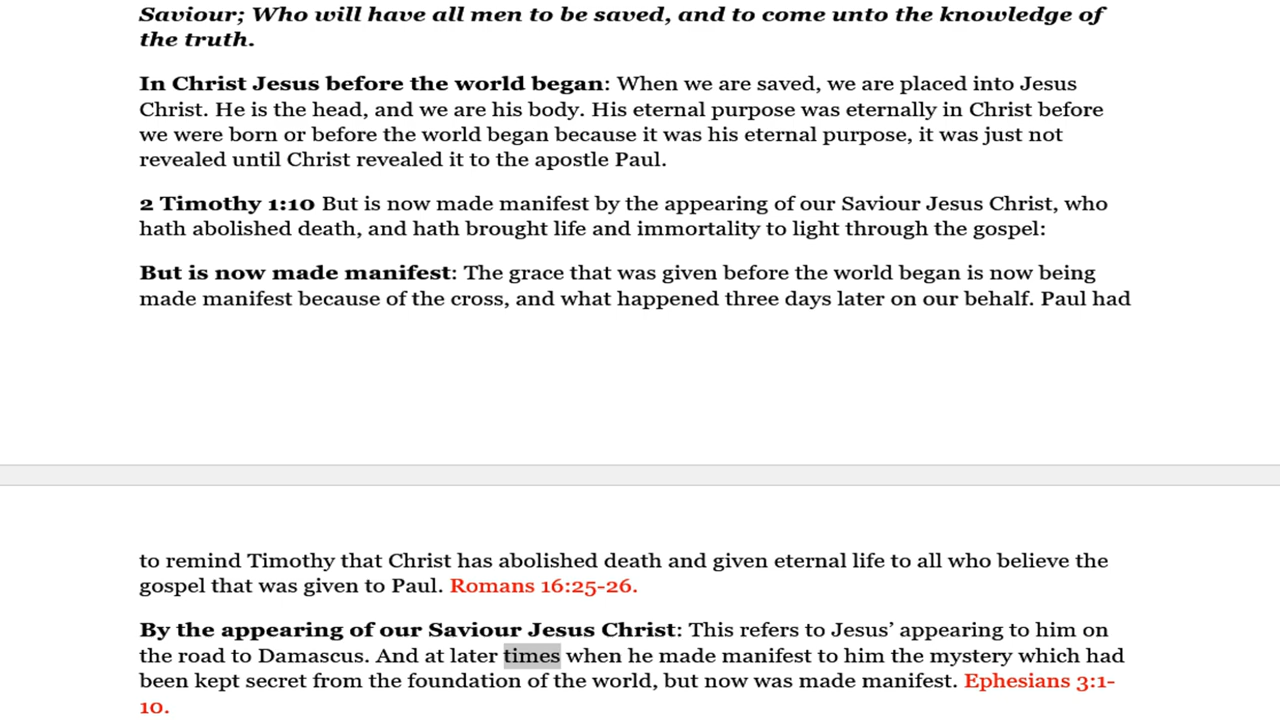 Saviour; Who will have all men to be saved, and to come unto the knowledge of
the truth.
In Christ Jesus before the world began: When we are saved, we are placed into Jesus
Christ. He is the head, and we are his body. His eternal purpose was eternally in Christ before
we were born or before the world began because it was his eternal purpose, it was just not
revealed until Christ revealed it to the apostle Paul.
2 Timothy 1:10 But is now made manifest by the appearing of our Saviour Jesus Christ, who
hath abolished death, and hath brought life and immortality to light through the gospel:
But is now made manifest: The grace that was given before the world began is now being
made manifest because of the cross, and what happened three days later on our behalf. Paul had
to remind Timothy that Christ has abolished death and given eternal life to all who believe the
gospel that was given to Paul. Romans 16:25-26.
By the appearing of our Saviour Jesus Christ: This refers to Jesus’ appearing to him on
the road to Damascus. And at later times when he made manifest to him the mystery which had
been kept secret from the foundation of the world, but now was made manifest. Ephesians 3:1-
10.